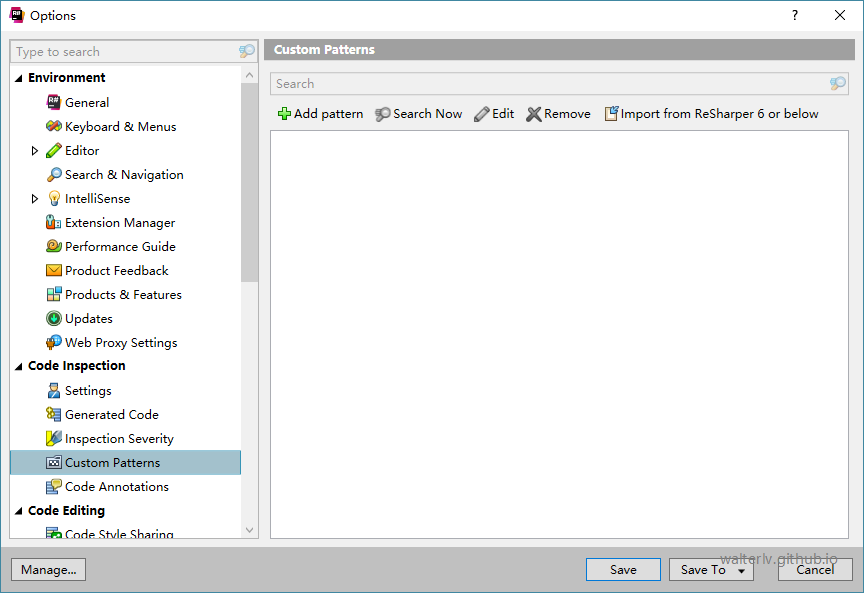 Options
?
Type to search
Environment
General
Keyboard & Menus
Editor
Search & Navigation
IntelliSense
Extension Manager
Performance Guide
Product Feedback
Products & Features
Updates
Web Proxy Settings
Code Inspection
Settings
Generated Code
Inspection Severity
Custom Patterns
Code Annotations
Code Editing
Code Style Sharing
Custom Patterns
Search
Add pattern Search Now Edit Remove Import from ReSharper 6 or below
Manage... Save Save To Cancel
walterlv.github.io